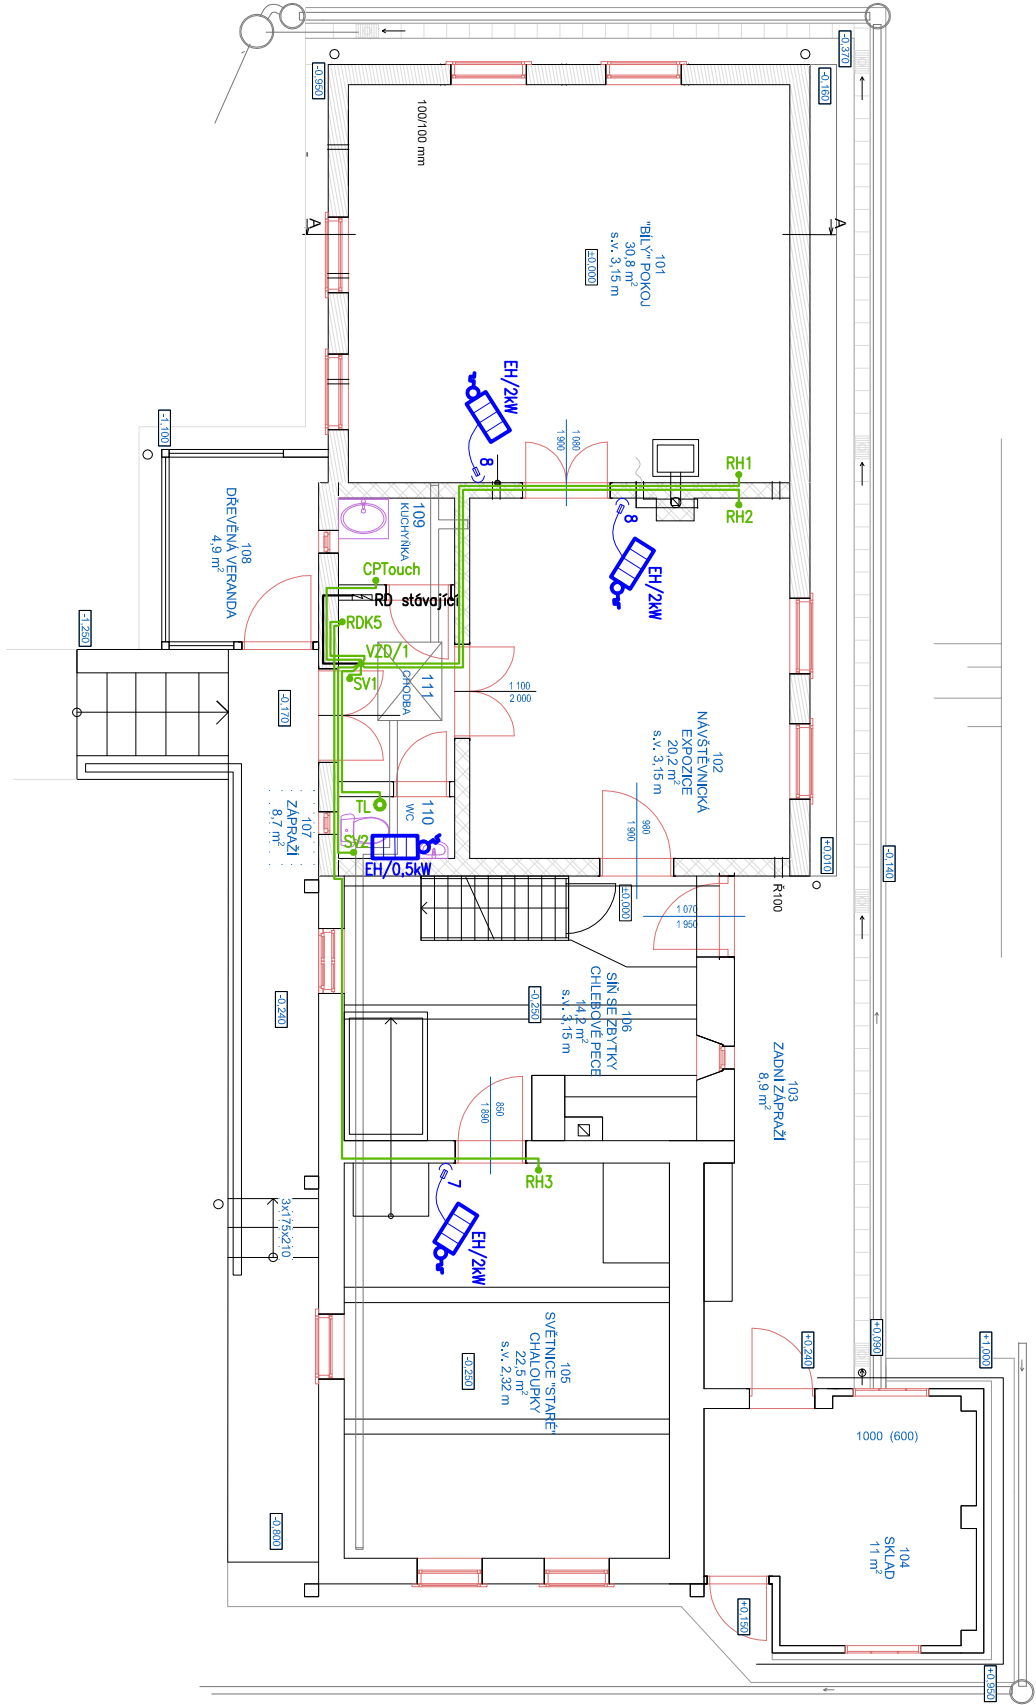 -0,370
-0,950
-0,160
100/100 mm
A
A
101
"BÍLÝ" POKOJ
30,8 m²
s.v. 3,15 m
±0,000
EH/2kW
8
1 080
1 900
-1,100
RH1
RH2
8
EH/2kW
109
KUCHYŇKA
108
DŘEVĚNÁ VERANDA
4,9 m²
CPTouch
RD stávající
RDK5
VZD/1
SV1
111
CHODBA
-1,250
-0,170
1 100
2 000
102
NÁVŠTĚVNICKÁ
EXPOZICE
20,2 m²
s.v. 3,15 m
TL
110
WC
SV2
EH/0,5kW
107
ZÁPRAŽÍ
8,7 m²
980
1 900
+0,010
-0,140
Ř100
±0,000
1 070
1 950
106
SÍŇ SE ZBYTKY
CHLEBOVÉ PECE
14,2 m²
s.v. 3,15 m
-0,250
-0,240
103
ZADNÍ ZÁPRAŽÍ
8,9 m²
850
1 890
RH3
7
EH/2kW
3x175x210
105
SVĚTNICE "STARÉ"
CHALOUPKY
22,5 m²
s.v. 2,32 m
-0,250
+0,240
+0,090
+1,000
1000 (600)
-0,800
104
SKLAD
11 m²
+0,150
+0,950